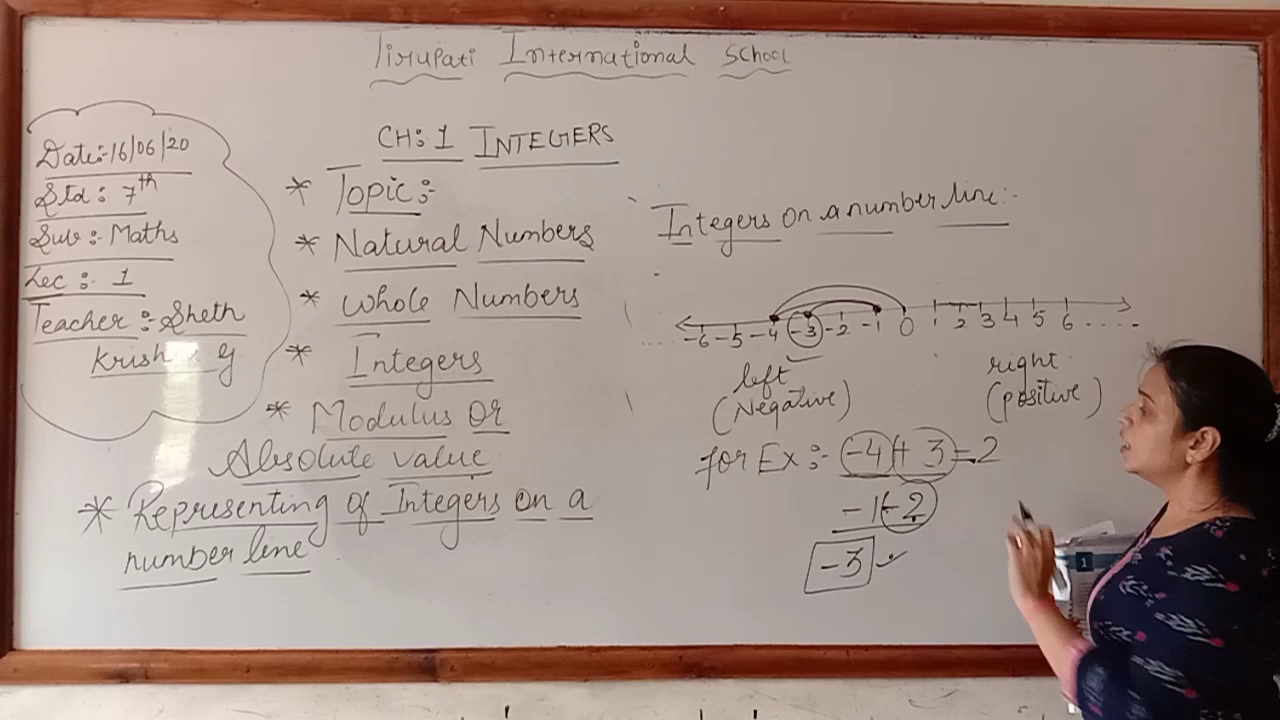 Tirupati International School
CH: 1 INTEGERS
Date:- 16/06/20
Std : 7th
Sub : Maths
Lec : 1
Teacher : Sheth
* Topic :-
* Natural Numbers
* Whole Numbers
* Integers
* Modulus or
Absolute value
* Representing of Integers on a
number line
Integers on a number line :-
..... -6 -5 -4 -3 -2 -1 0 1 2 3 4 5 6 .....
left right
(Negative) (positive)
for Ex :- (-4) + 3 - 2
-1 - 2
-3
1